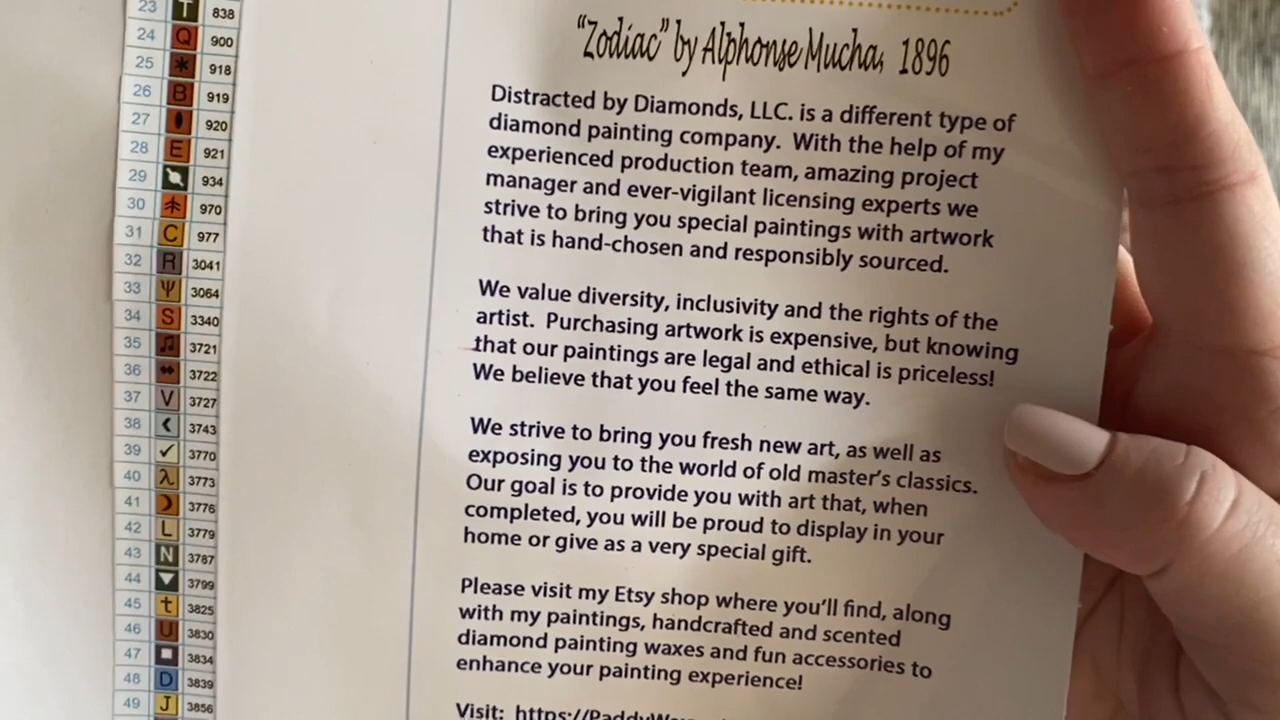 23 T 838
24 Q 900
25 918
26 B 919
27 920
28 E 921
29 934
30 970
31 C 977
32 R 3041
33 Ψ 3064
34 S 3340
35 ♫ 3721
36 3722
37 V 3727
38 3743
39 ✓ 3770
40 λ 3773
41 3776
42 L 3779
43 N 3787
44 ▼ 3799
45 t 3825
46 U 3830
47 ■ 3834
48 D 3839
49 J 3856
"Zodiac" by Alphonse Mucha, 1896
Distracted by Diamonds, LLC. is a different type of
diamond painting company. With the help of my
experienced production team, amazing project
manager and ever-vigilant licensing experts we
strive to bring you special paintings with artwork
that is hand-chosen and responsibly sourced.
We value diversity, inclusivity and the rights of the
artist. Purchasing artwork is expensive, but knowing
that our paintings are legal and ethical is priceless!
We believe that you feel the same way.
We strive to bring you fresh new art, as well as
exposing you to the world of old master's classics.
Our goal is to provide you with art that, when
completed, you will be proud to display in your
home or give as a very special gift.
Please visit my Etsy shop where you'll find, along
with my paintings, handcrafted and scented
diamond painting waxes and fun accessories to
enhance your painting experience!
Visit: